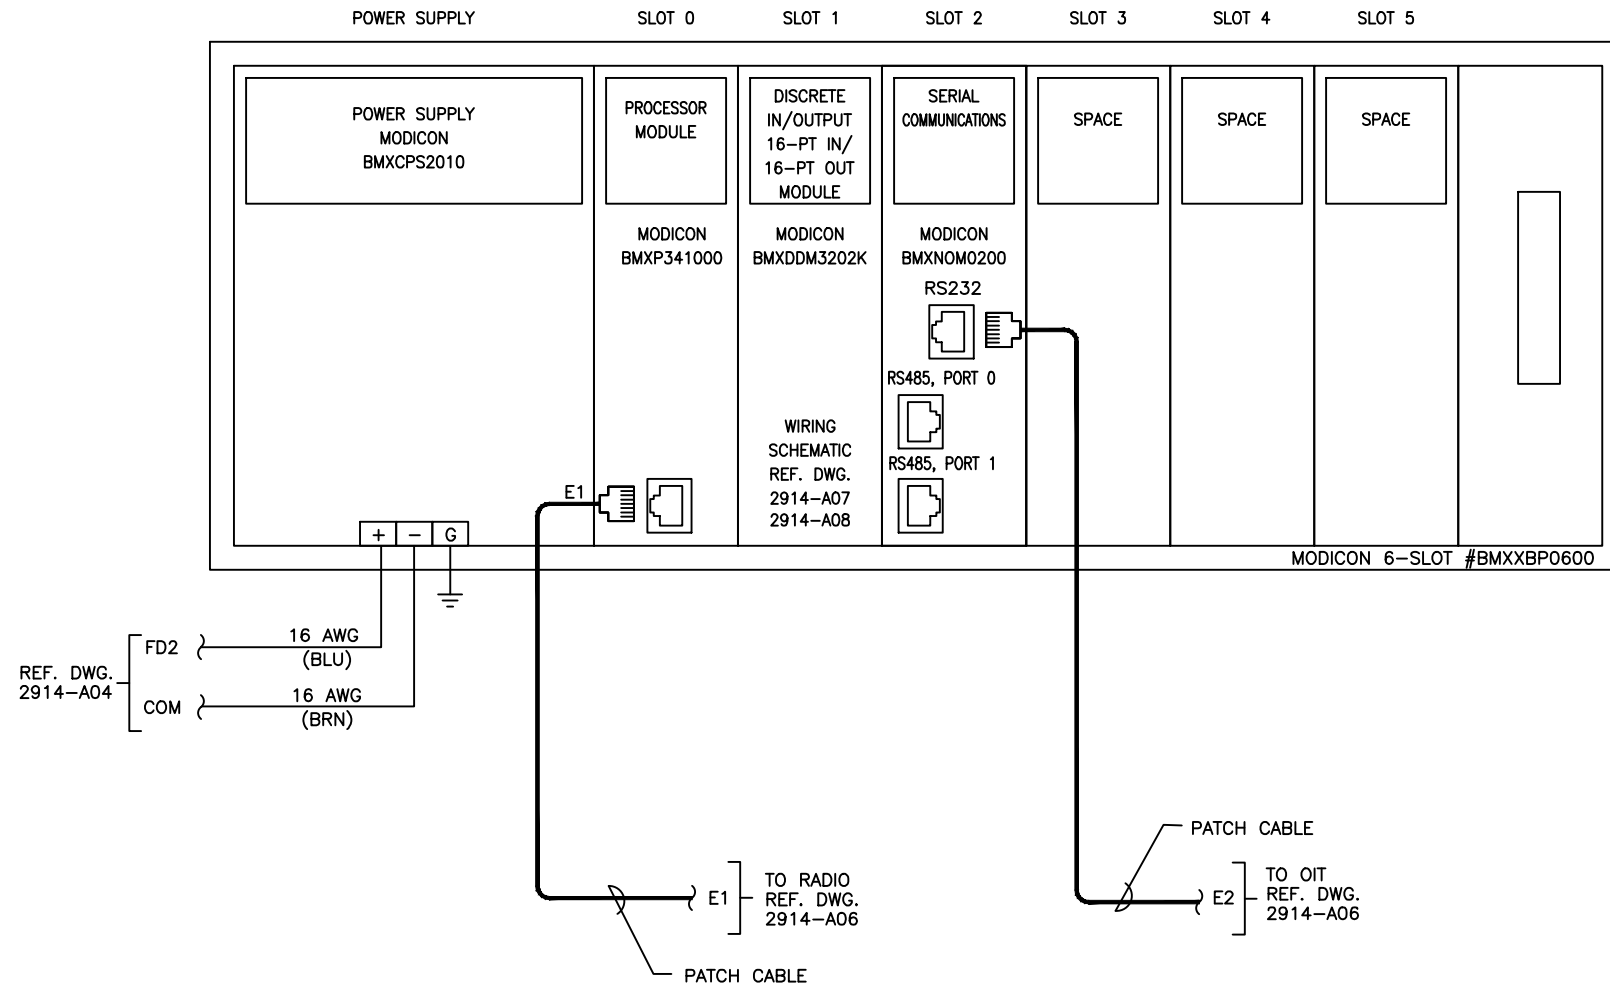 POWER SUPPLY SLOT 0 SLOT 1 SLOT 2 SLOT 3 SLOT 4 SLOT 5
POWER SUPPLY
MODICON
BMXCPS2010
PROCESSOR
MODULE
MODICON
BMXP341000
DISCRETE
IN/OUTPUT
16-PT IN/
16-PT OUT
MODULE
MODICON
BMXDDM3202K
WIRING
SCHEMATIC
REF. DWG.
2914-A07
2914-A08
SERIAL
COMMUNICATIONS
MODICON
BMXNOM0200
RS232
RS485, PORT 0
RS485, PORT 1
SPACE
SPACE
SPACE
E1
+ - G
MODICON 6-SLOT #BMXXBP0600
REF. DWG.
2914-A04
FD2
16 AWG
(BLU)
COM
16 AWG
(BRN)
E1
TO RADIO
REF. DWG.
2914-A06
PATCH CABLE
PATCH CABLE
E2
TO OIT
REF. DWG.
2914-A06